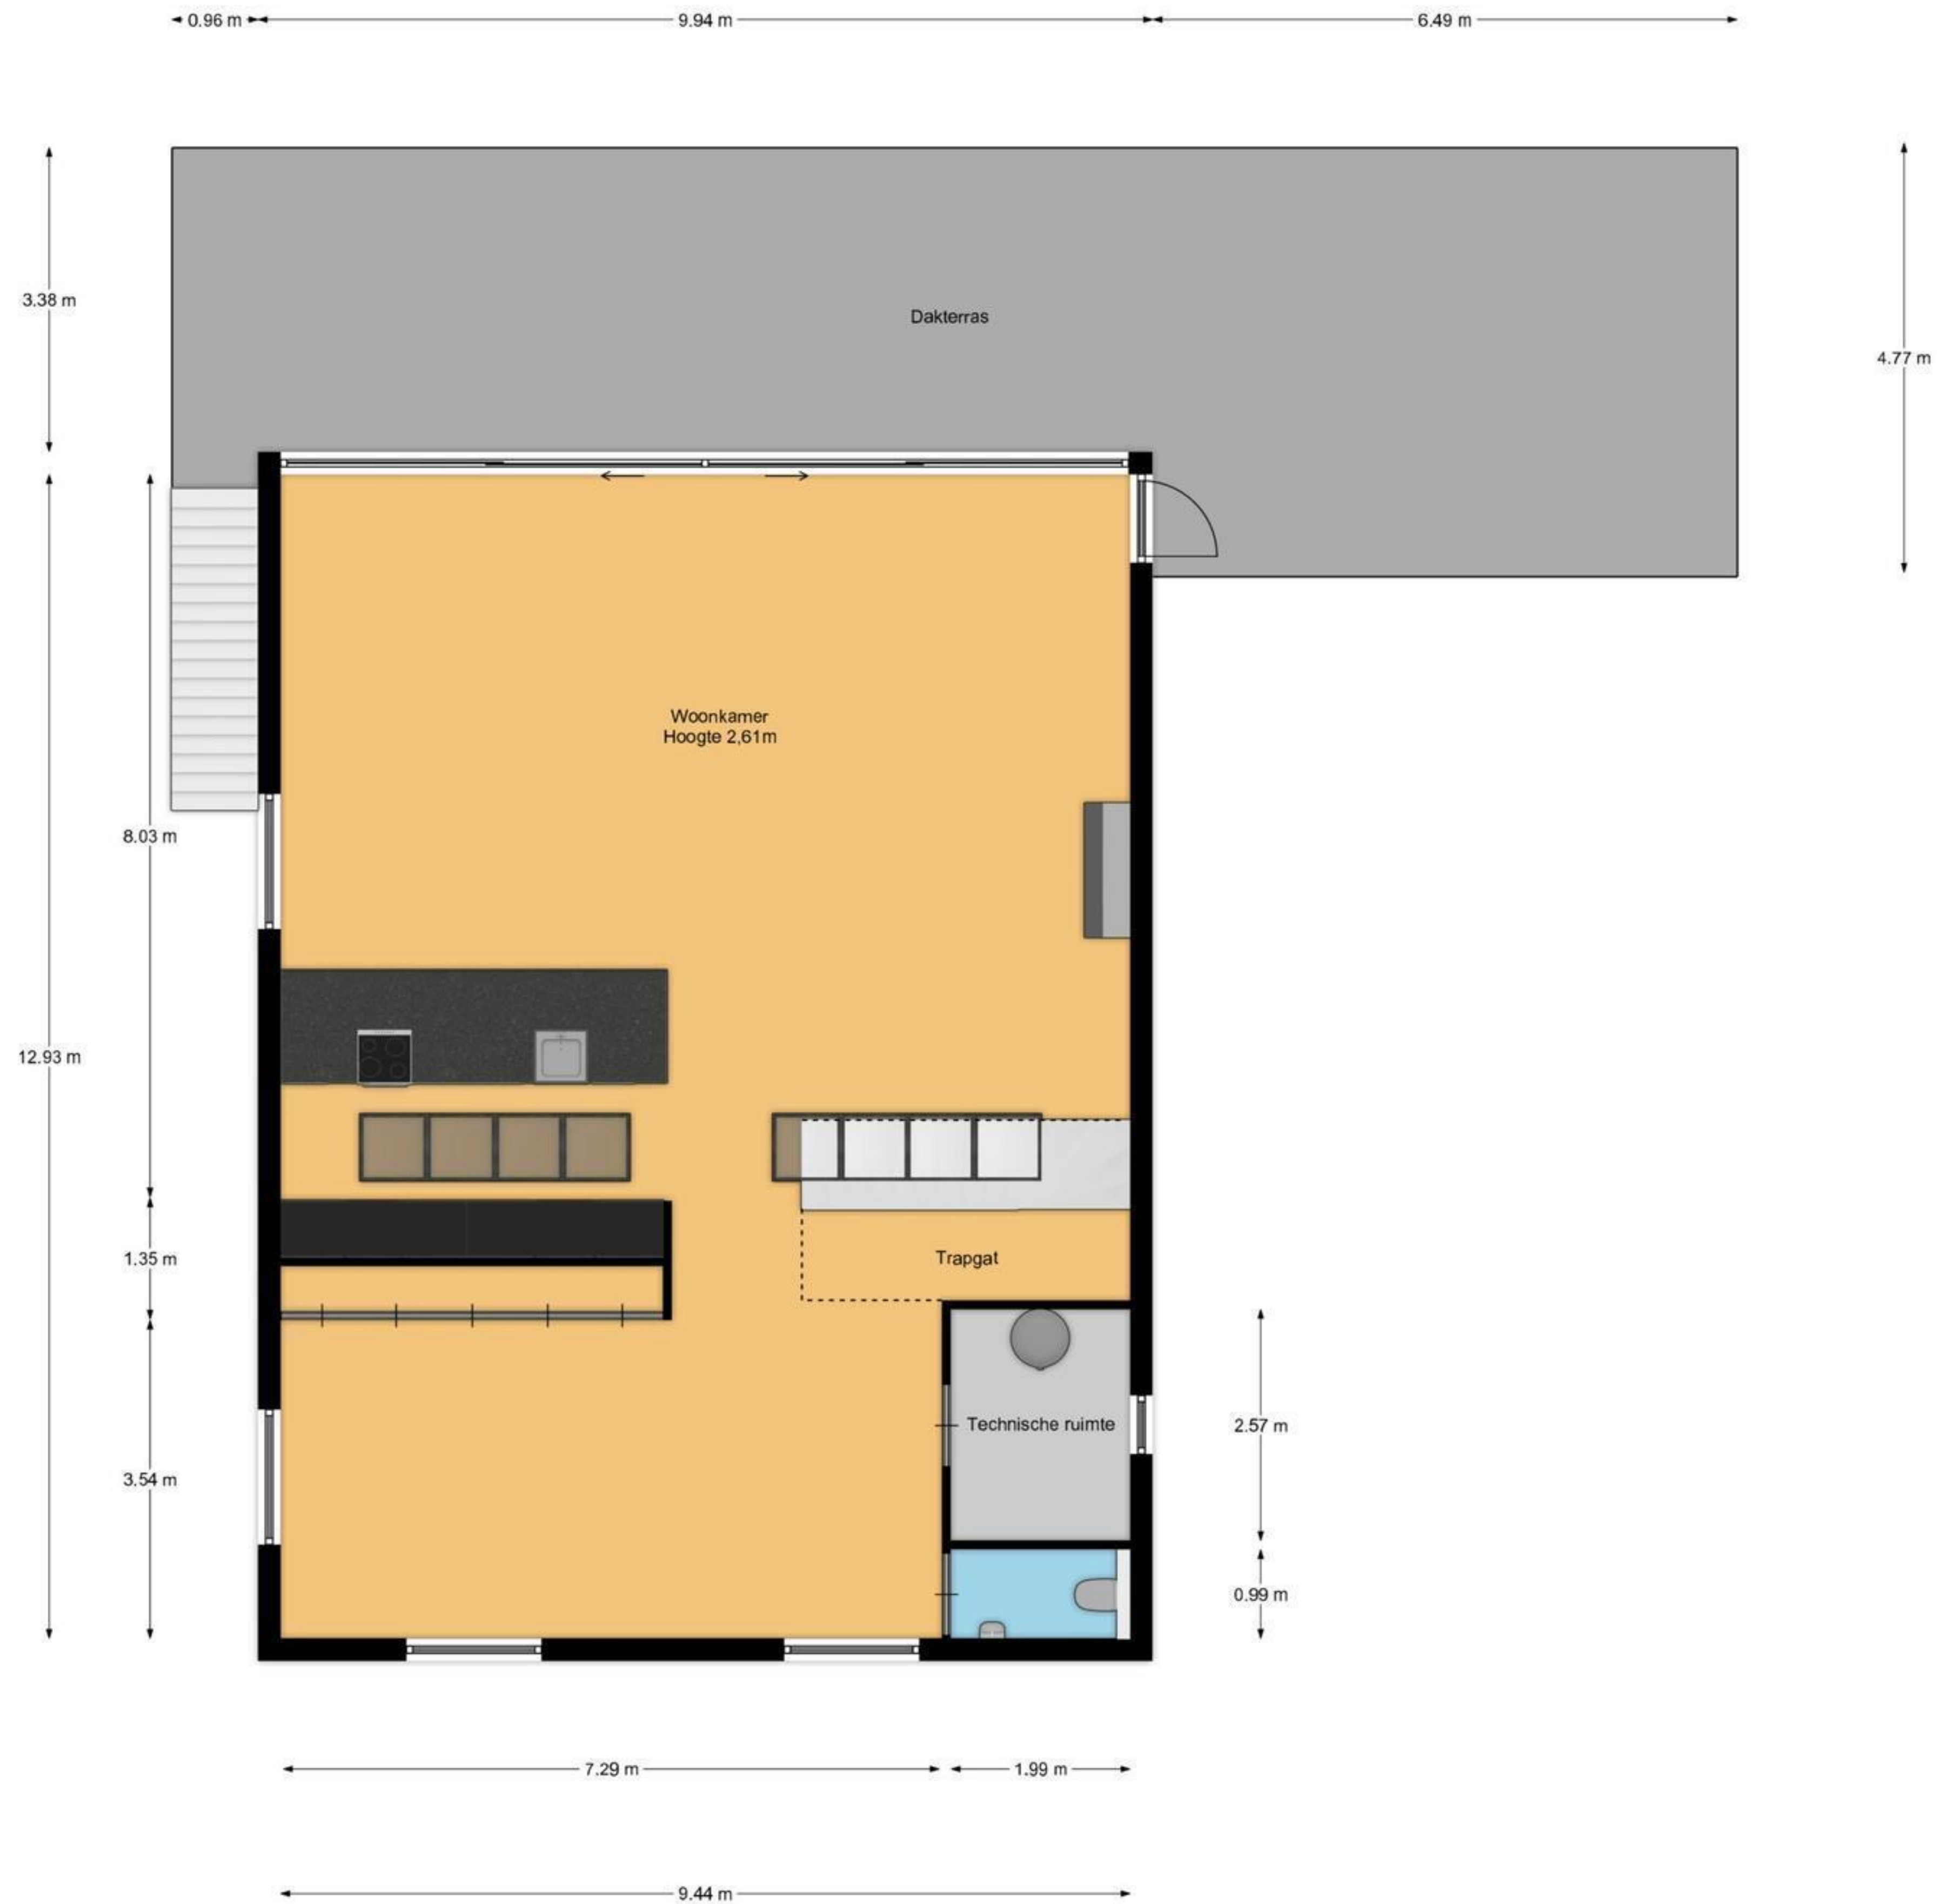 0.96 m
9.94 m
6.49 m
3.38 m
Dakterras
4.77 m
Woonkamer
Hoogte 2,61m
8.03 m
12.93 m
1.35 m
Trapgat
Technische ruimte
2.57 m
3.54 m
0.99 m
7.29 m
1.99 m
9.44 m